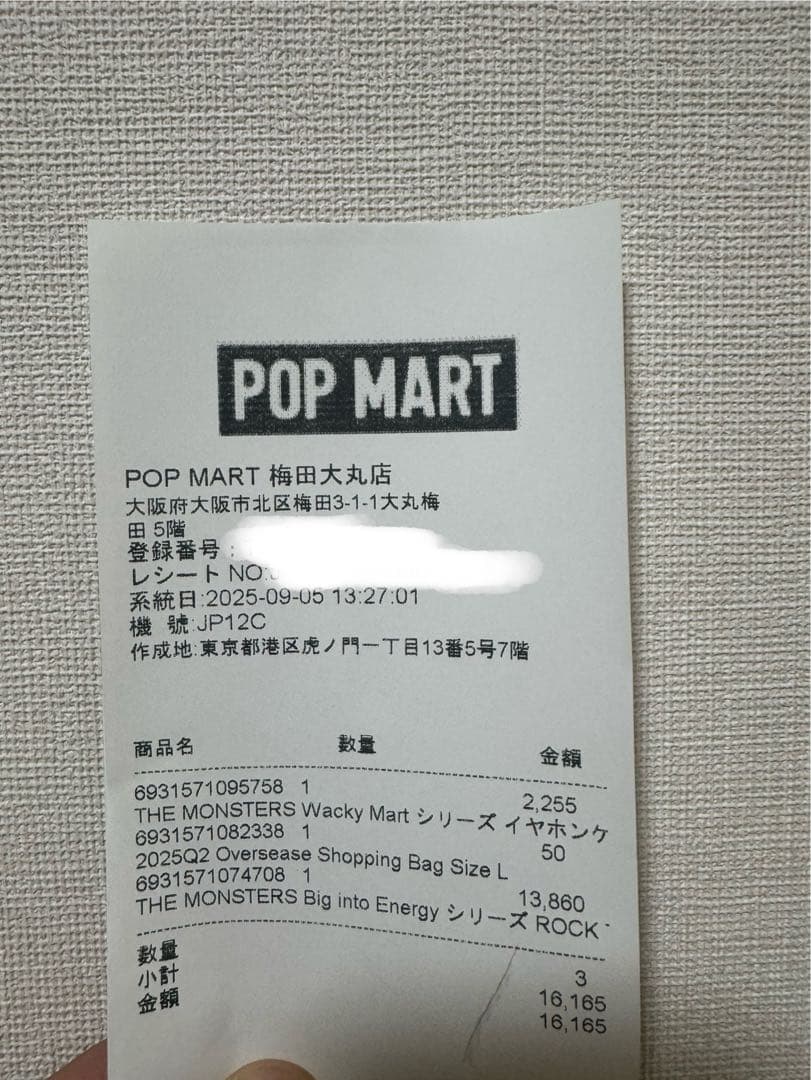 POP MART
POP MART 梅田大丸店
大阪府大阪市北区梅田3-1-1大丸梅
田 5階
登録番号 :
レシート NO:
系統日:2025-09-05 13:27:01
機 號:JP12C
作成地:東京都港区虎ノ門一丁目13番5号7階
商品名 数量 金額
6931571095758 1 2,255
THE MONSTERS Wacky Mart シリーズ イヤホンケ
6931571082338 1 50
2025Q2 Oversease Shopping Bag Size L
6931571074708 1 13,860
THE MONSTERS Big into Energy シリーズ ROCK
数量 3
小計 16,165
金額 16,165